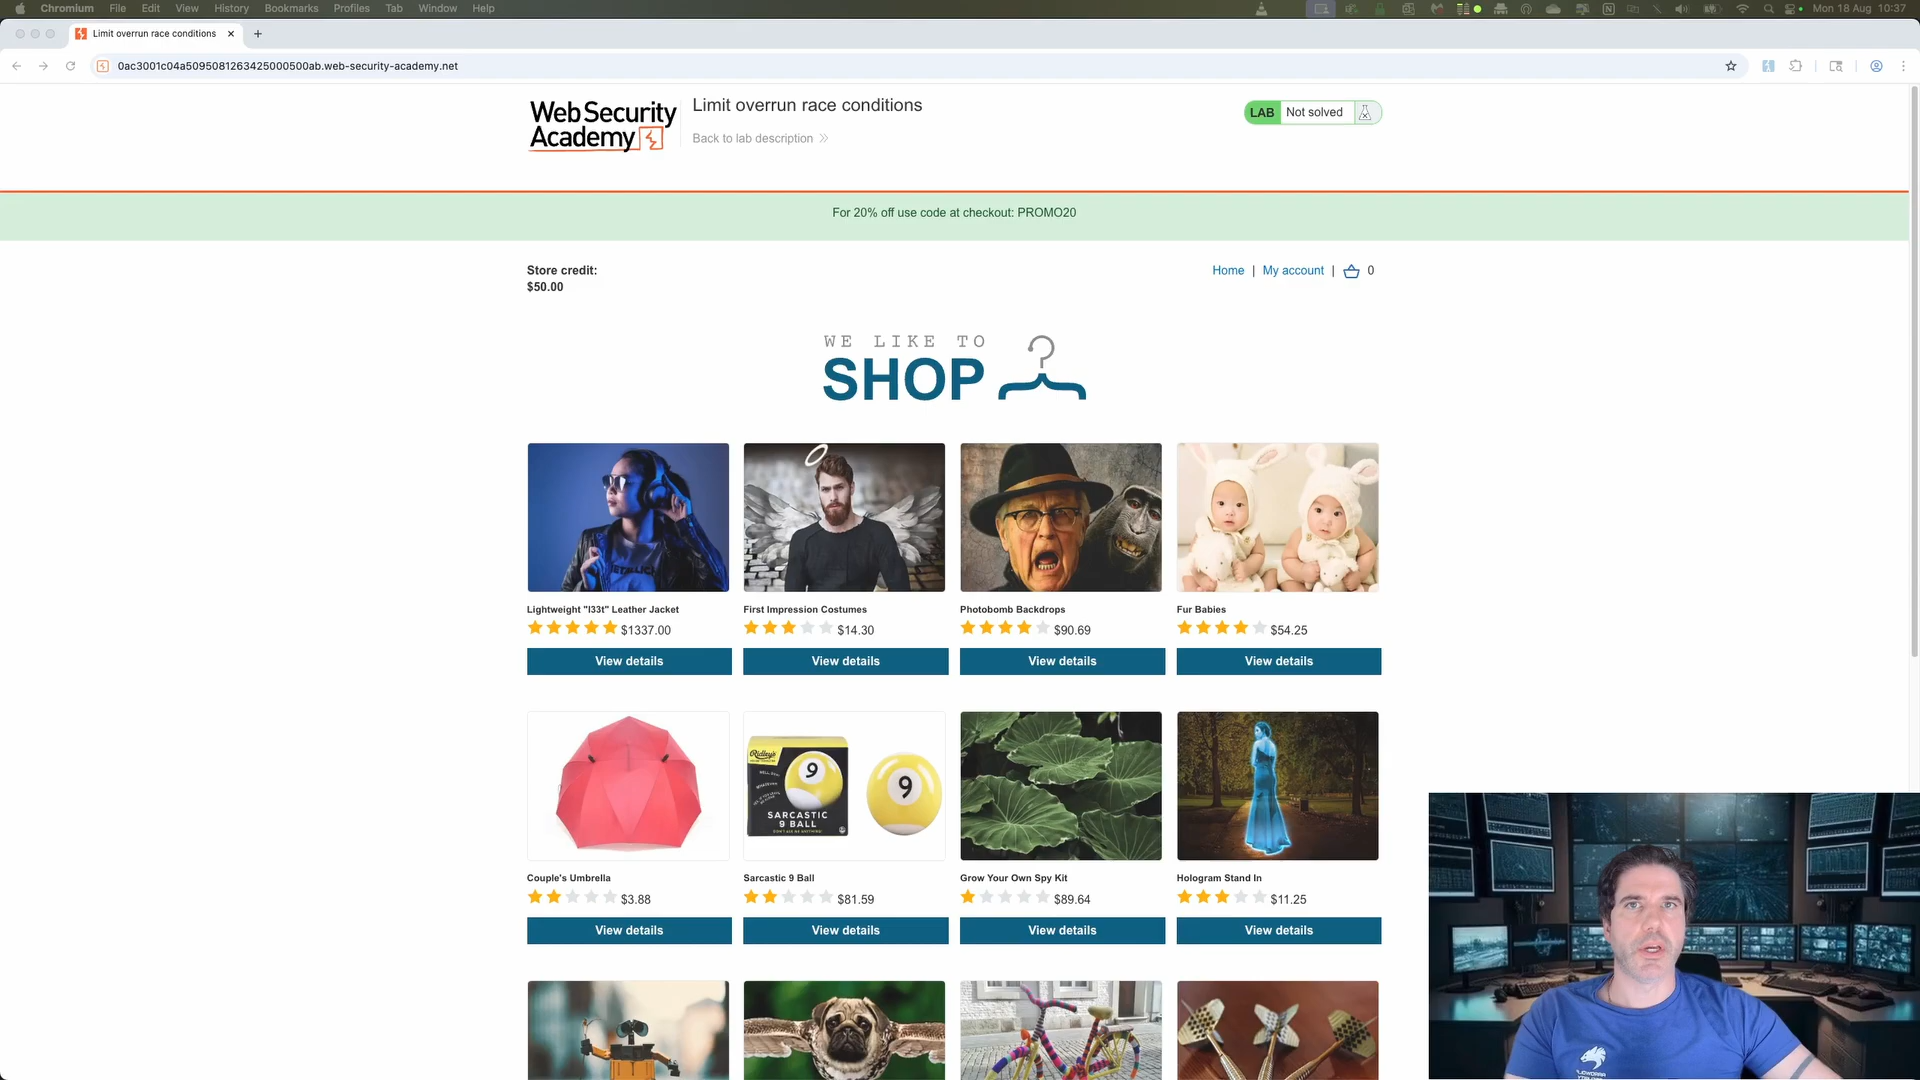 Chromium File Edit View History Bookmarks Profiles Tab Window Help
Mon 18 Aug 10:37
Limit overrun race conditions
0ac3001c04a5095081263425000500ab.web-security-academy.net
Web Security Academy
Limit overrun race conditions
Back to lab description
LAB Not solved
For 20% off use code at checkout: PROMO20
Store credit:
$50.00
Home | My account | 0
WE LIKE TO
SHOP
Lightweight "l33t" Leather Jacket
$1337.00
View details
First Impression Costumes
$14.30
View details
Photobomb Backdrops
$90.69
View details
Fur Babies
$54.25
View details
Ridley's
9
SARCASTIC
9 BALL
9
Couple's Umbrella
$3.88
View details
Sarcastic 9 Ball
$81.59
View details
Grow Your Own Spy Kit
$89.64
View details
Hologram Stand In
$11.25
View details